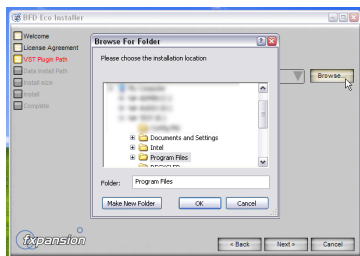 BFD Eco Installer
Welcome
License Agreement
VST Plugin Path
Data Install Path
Install size
Install
Complete
Browse For Folder
Please choose the installation location
Documents and Settings
Intel
Program Files
Folder: Program Files
Make New Folder
OK
Cancel
Browse...
fxpansion
< Back
Next >
Cancel